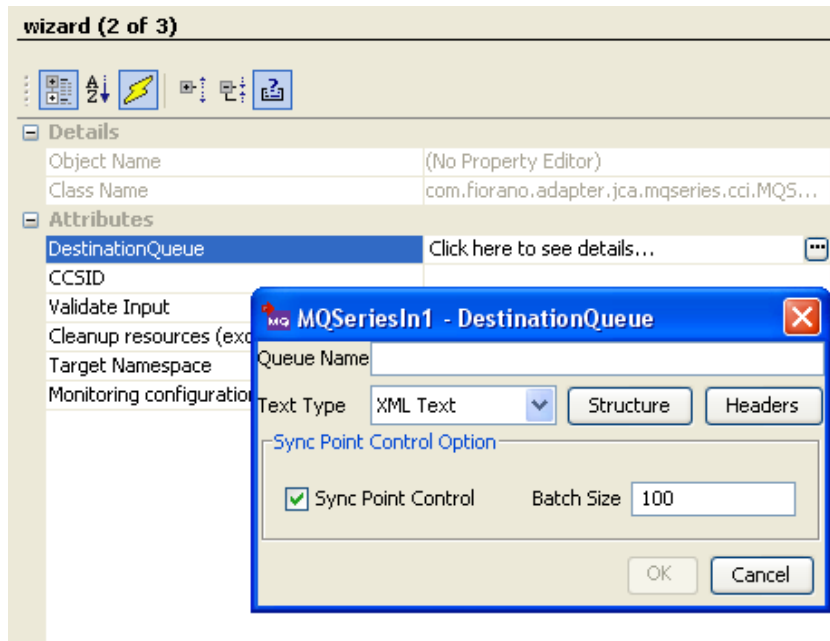 wizard (2 of 3)
Details
Object Name (No Property Editor)
Class Name com.fiorano.adapter.jca.mqseries.cci.MQS...
Attributes
DestinationQueue Click here to see details...
CCSID
Validate Input
Cleanup resources (exc
Target Namespace
Monitoring configuration
MQ MQSeriesIn1 - DestinationQueue
Queue Name
Text Type XML Text Structure Headers
Sync Point Control Option
Sync Point Control Batch Size 100
OK Cancel